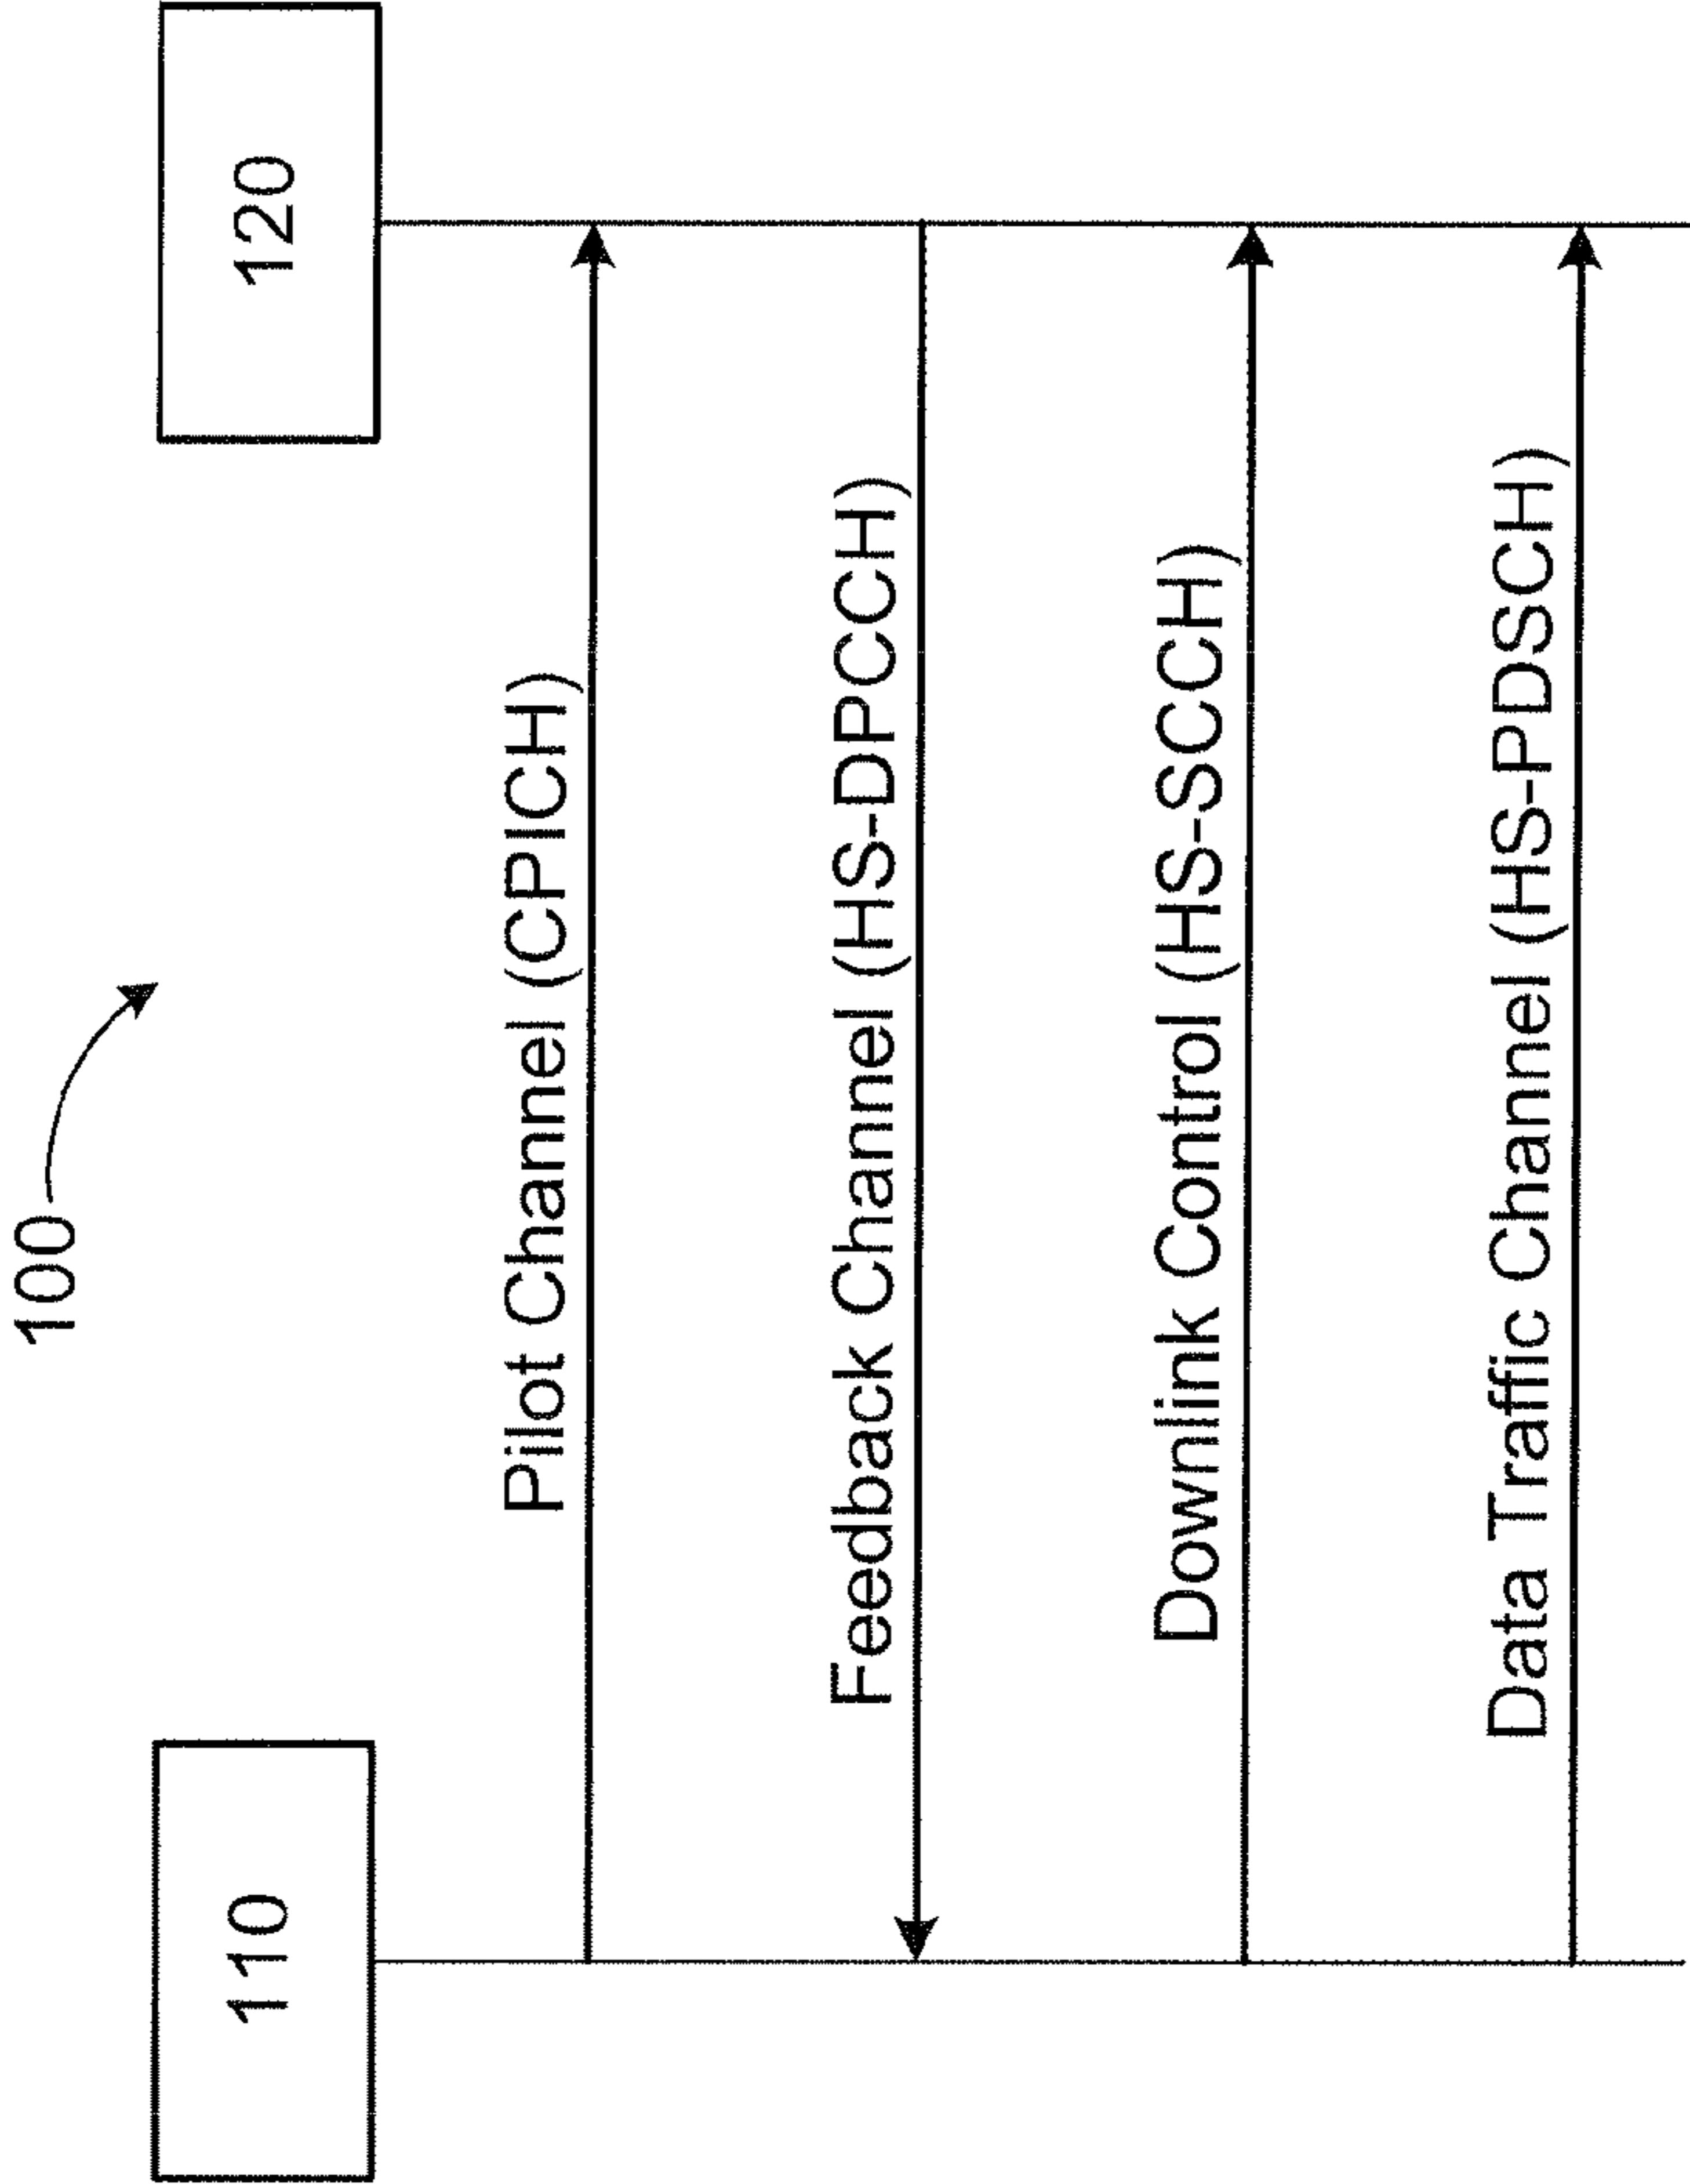 100
110
120
Pilot Channel (CPICH)
Feedback Channel (HS-DPCCH)
Downlink Control (HS-SCCH)
Data Traffic Channel (HS-PDSCH)